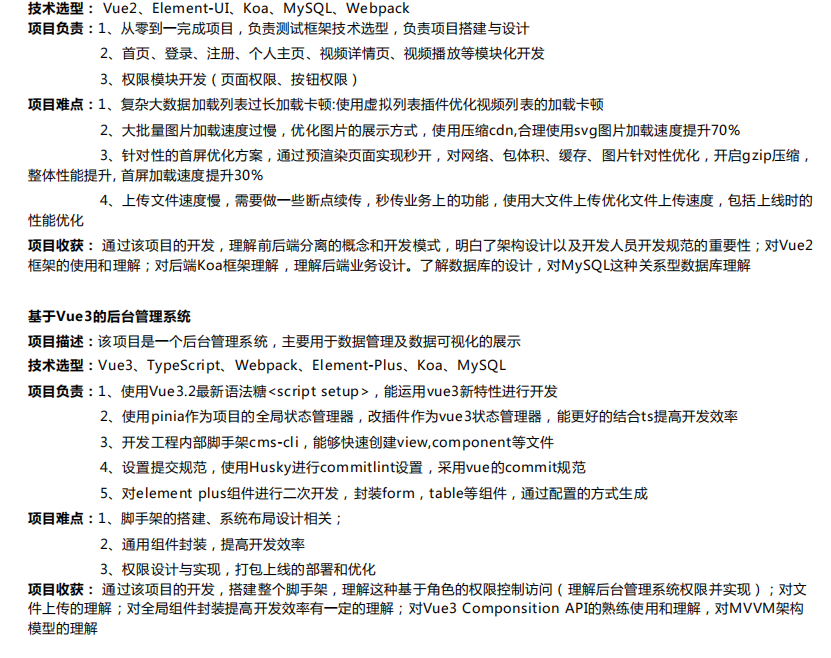 技术选型： Vue2、Element-UI、Koa、MySQL、Webpack
项目负责：1、从零到一完成项目，负责测试框架技术选型，负责项目搭建与设计
2、首页、登录、注册、个人主页、视频详情页、视频播放等模块化开发
3、权限模块开发（页面权限、按钮权限）
项目难点：1、复杂大数据加载列表过长加载卡顿:使用虚拟列表插件优化视频列表的加载卡顿
2、大批量图片加载速度过慢，优化图片的展示方式，使用压缩cdn,合理使用svg图片加载速度提升70%
3、针对性的首屏优化方案，通过预渲染页面实现秒开，对网络、包体积、缓存、图片针对性优化，开启gzip压缩，
整体性能提升, 首屏加载速度提升30%
4、上传文件速度慢，需要做一些断点续传，秒传业务上的功能，使用大文件上传优化文件上传速度，包括上线时的
性能优化
项目收获： 通过该项目的开发，理解前后端分离的概念和开发模式，明白了架构设计以及开发人员开发规范的重要性；对Vue2
框架的使用和理解；对后端Koa框架理解，理解后端业务设计。了解数据库的设计，对MySQL这种关系型数据库理解
基于Vue3的后台管理系统
项目描述：该项目是一个后台管理系统，主要用于数据管理及数据可视化的展示
技术选型：Vue3、TypeScript、Webpack、Element-Plus、Koa、MySQL
项目负责：1、使用Vue3.2最新语法糖<script setup>，能运用vue3新特性进行开发
2、使用pinia作为项目的全局状态管理器，改插件作为vue3状态管理器，能更好的结合ts提高开发效率
3、开发工程内部脚手架cms-cli，能够快速创建view,component等文件
4、设置提交规范，使用Husky进行commitlint设置，采用vue的commit规范
5、对element plus组件进行二次开发，封装form，table等组件，通过配置的方式生成
项目难点：1、脚手架的搭建、系统布局设计相关；
2、通用组件封装，提高开发效率
3、权限设计与实现，打包上线的部署和优化
项目收获： 通过该项目的开发，搭建整个脚手架，理解这种基于角色的权限控制访问（理解后台管理系统权限并实现）；对文
件上传的理解；对全局组件封装提高开发效率有一定的理解；对Vue3 Componsition API的熟练使用和理解，对MVVM架构
模型的理解